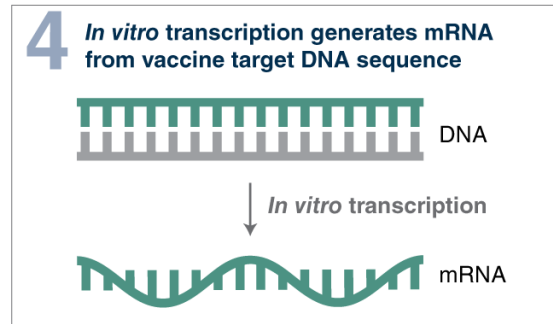 4
In vitro transcription generates mRNA
from vaccine target DNA sequence
DNA
In vitro transcription
mRNA